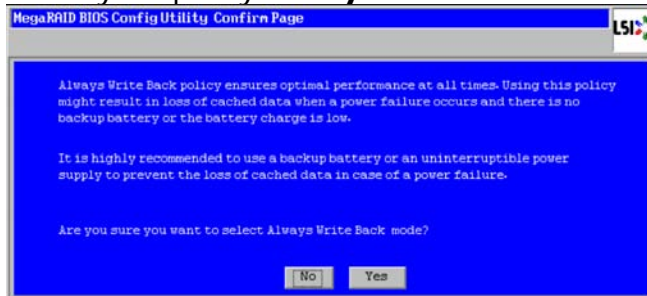 MegaRAID BIOS Config Utility Confirm Page
LSI
Always Write Back policy ensures optimal performance at all times. Using this policy
might result in loss of cached data when a power failure occurs and there is no
backup battery or the battery charge is low.
It is highly recommended to use a backup battery or an uninterruptible power
supply to prevent the loss of cached data in case of a power failure.
Are you sure you want to select Always Write Back mode?
No Yes